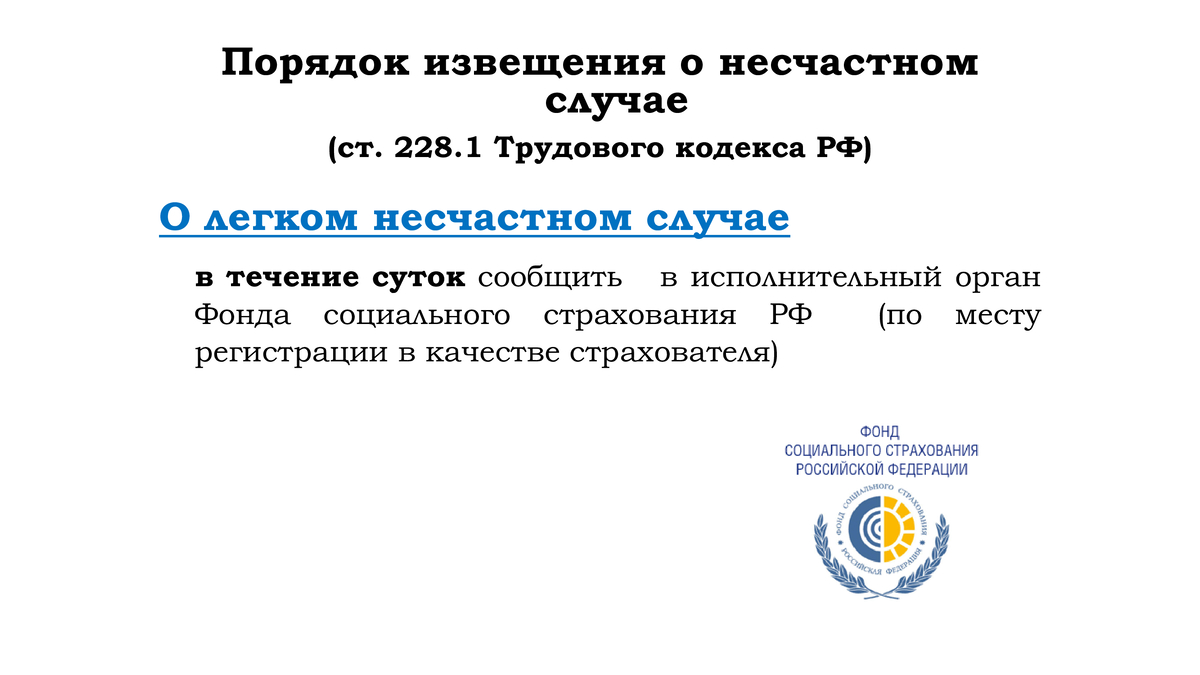 Порядок извещения о несчастном
случае
(ст. 228.1 Трудового кодекса РФ)
О легком несчастном случае
в течение суток сообщить в исполнительный орган
Фонда социального страхования РФ (по месту
регистрации в качестве страхователя)
ФОНД
СОЦИАЛЬНОГО СТРАХОВАНИЯ
РОССИЙСКОЙ ФЕДЕРАЦИИ
ФОНД СОЦИАЛЬНОГО СТРАХОВАНИЯ
РОССИЙСКАЯ ФЕДЕРАЦИЯ